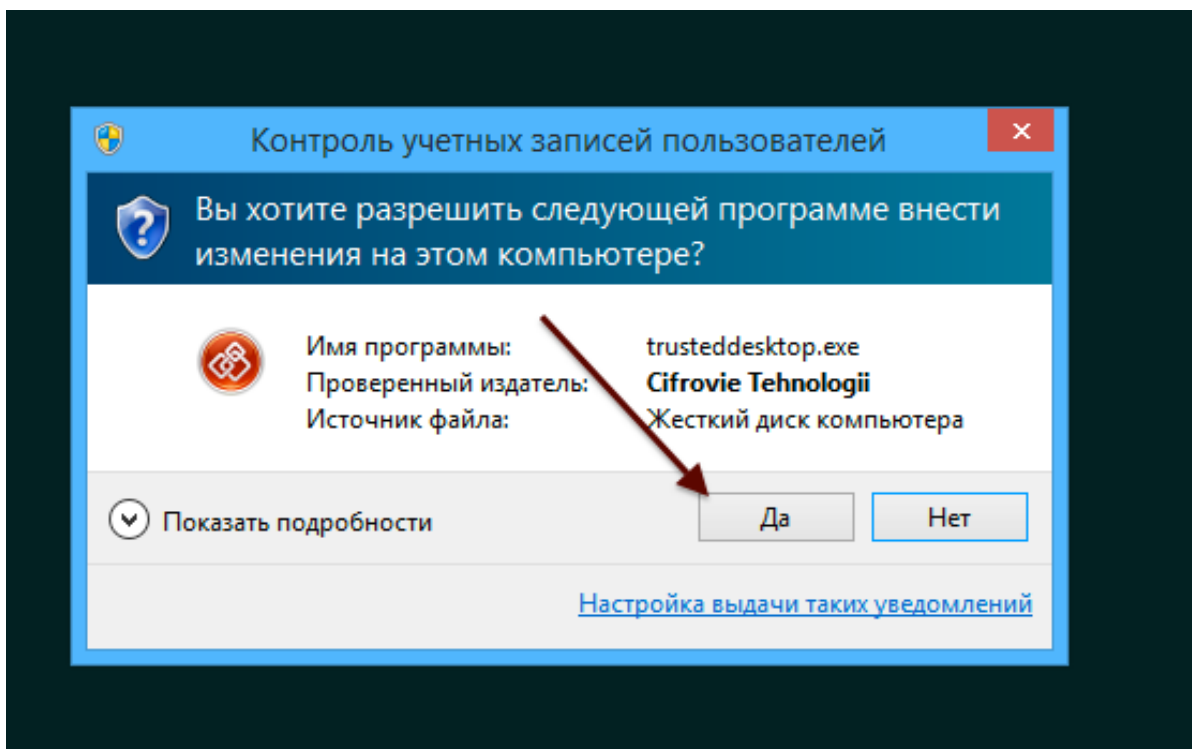 Контроль учетных записей пользователей
Вы хотите разрешить следующей программе внести
изменения на этом компьютере?
Имя программы: trusteddesktop.exe
Проверенный издатель: Cifrovie Tehnologii
Источник файла: Жесткий диск компьютера
Показать подробности
Да
Нет
Настройка выдачи таких уведомлений